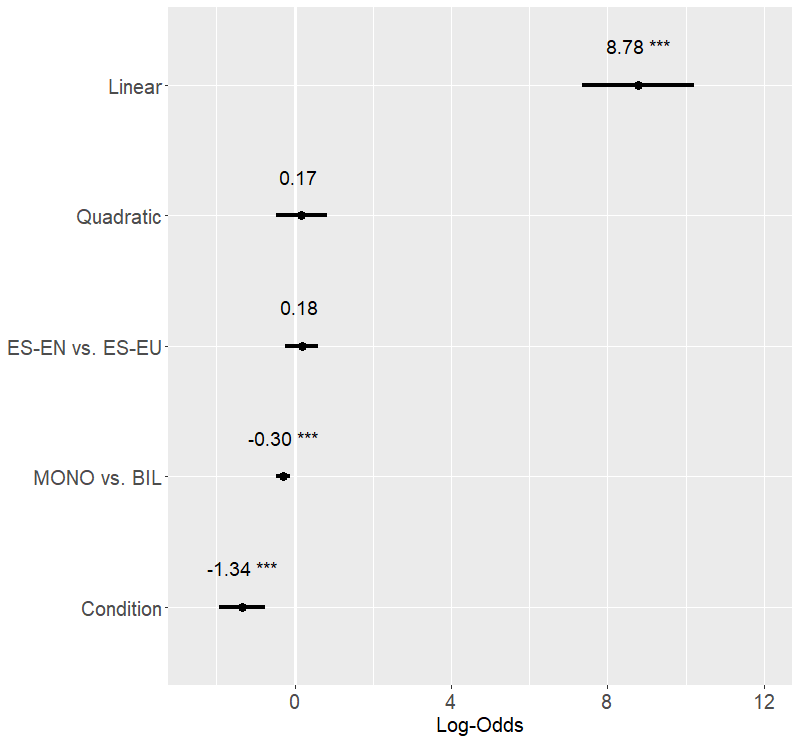 8.78 ***
Linear
0.17
Quadratic
0.18
ES-EN vs. ES-EU
-0.30 ***
MONO vs. BIL
-1.34 ***
Condition
0 4 8 12
Log-Odds